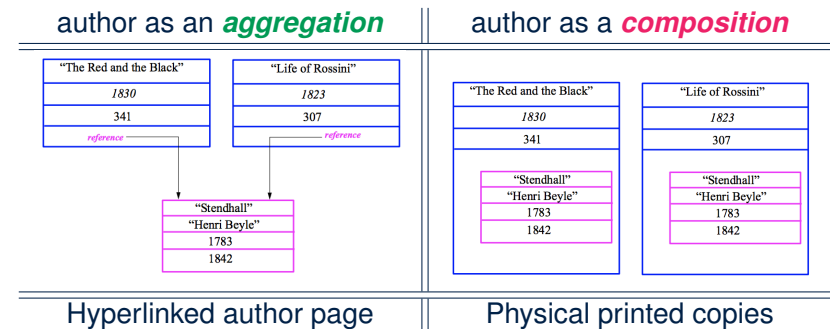 author as an aggregation
author as a composition
“The Red and the Black”
1830
341
reference
“Life of Rossini”
1823
307
reference
“Stendhall”
“Henri Beyle”
1783
1842
“The Red and the Black”
1830
341
“Stendhall”
“Henri Beyle”
1783
1842
“Life of Rossini”
1823
307
“Stendhall”
“Henri Beyle”
1783
1842
Hyperlinked author page
Physical printed copies